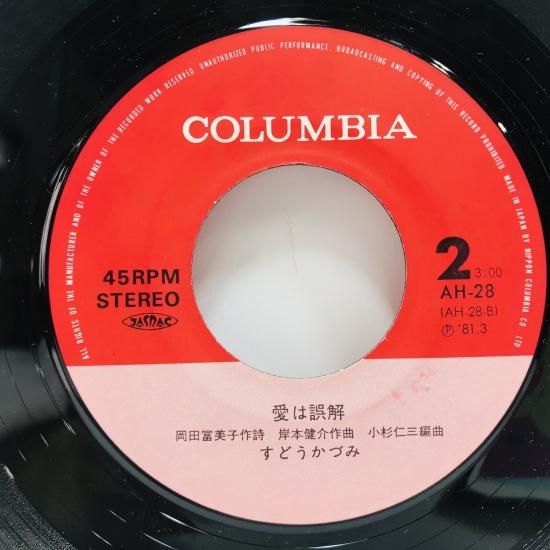 ALL RIGHTS OF THE MANUFACTURER AND OF THE OWNER OF THE RECORDED WORK RESERVED. UNAUTHORIZED PUBLIC PERFORMANCE, BROADCASTING AND COPYING OF THIS RECORD PROHIBITED. MADE IN JAPAN BY NIPPON COLUMBIA CO., LTD.
COLUMBIA
45RPM
STEREO
JASRAC
2 3.00
AH-28
(AH-28-B)
Ⓟ '81.3
愛は誤解
岡田冨美子作詩 岸本健介作曲 小杉仁三編曲
すどうかづみ